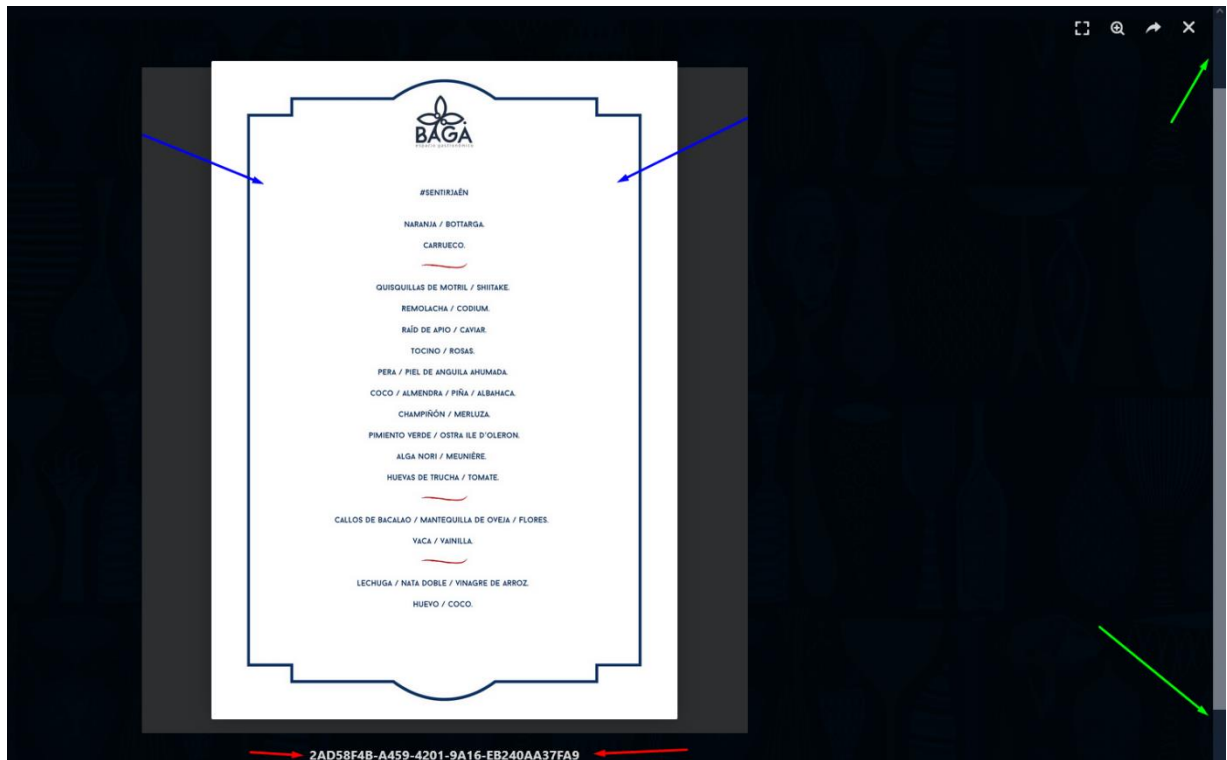 BAGÁ
espacio gastronómico
#SENTIRJAÉN
NARANJA / BOTTARGA.
CARRUECO.
QUISQUILLAS DE MOTRIL / SHIITAKE.
REMOLACHA / CODIUM.
RAÍD DE APIO / CAVIAR.
TOCINO / ROSAS.
PERA / PIEL DE ANGUILA AHUMADA.
COCO / ALMENDRA / PIÑA / ALBAHACA.
CHAMPIÑÓN / MERLUZA.
PIMIENTO VERDE / OSTRA ILE D'OLERON.
ALGA NORI / MEUNIÈRE.
HUEVAS DE TRUCHA / TOMATE.
CALLOS DE BACALAO / MANTEQUILLA DE OVEJA / FLORES.
VACA / VAINILLA.
LECHUGA / NATA DOBLE / VINAGRE DE ARROZ.
HUEVO / COCO.
2AD58F4B-A459-4201-9A16-EB240AA37FA9